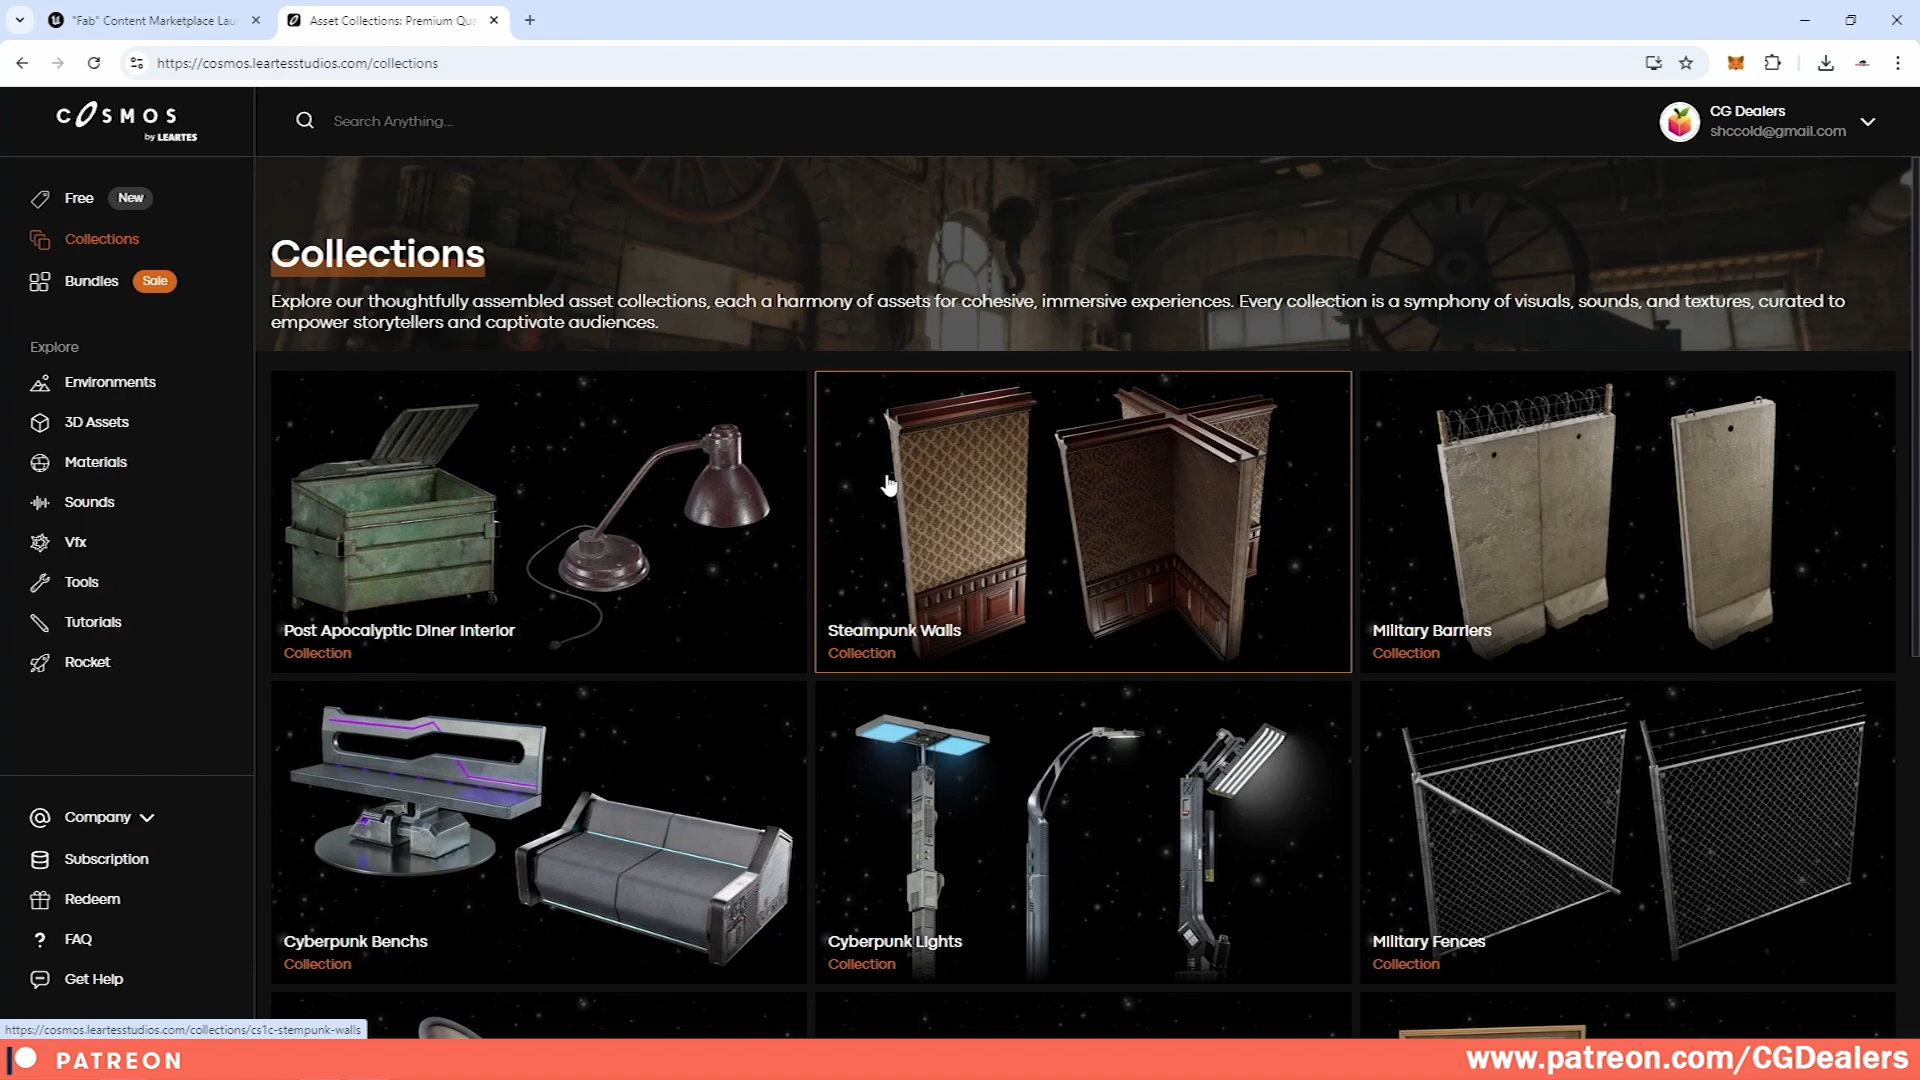 "Fab" Content Marketplace Lau
Asset Collections: Premium Qua
https://cosmos.leartesstudios.com/collections
COSMOS
by LEARTES
Search Anything...
CG Dealers
shccold@gmail.com
Free New
Collections
Bundles Sale
Explore
Environments
3D Assets
Materials
Sounds
Vfx
Tools
Tutorials
Rocket
Company
Subscription
Redeem
FAQ
Get Help
Collections
Explore our thoughtfully assembled asset collections, each a harmony of assets for cohesive, immersive experiences. Every collection is a symphony of visuals, sounds, and textures, curated to
empower storytellers and captivate audiences.
Post Apocalyptic Diner Interior
Collection
Steampunk Walls
Collection
Military Barriers
Collection
Cyberpunk Benchs
Collection
Cyberpunk Lights
Collection
Military Fences
Collection
https://cosmos.leartesstudios.com/collections/cs1c-stempunk-walls
PATREON
www.patreon.com/CGDealers